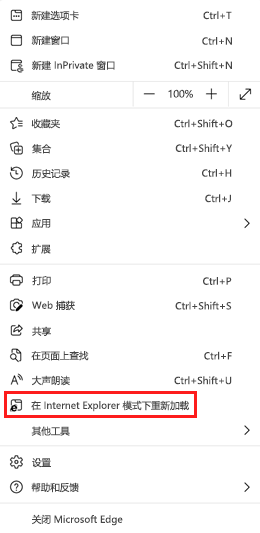 新建选项卡 Ctrl+T
新建窗口 Ctrl+N
新建 InPrivate 窗口 Ctrl+Shift+N
缩放 — 100% +
收藏夹 Ctrl+Shift+O
集合 Ctrl+Shift+Y
历史记录 Ctrl+H
下载 Ctrl+J
应用
扩展
打印 Ctrl+P
Web 捕获 Ctrl+Shift+S
共享
在页面上查找 Ctrl+F
大声朗读 Ctrl+Shift+U
在 Internet Explorer 模式下重新加载
其他工具
设置
帮助和反馈
关闭 Microsoft Edge